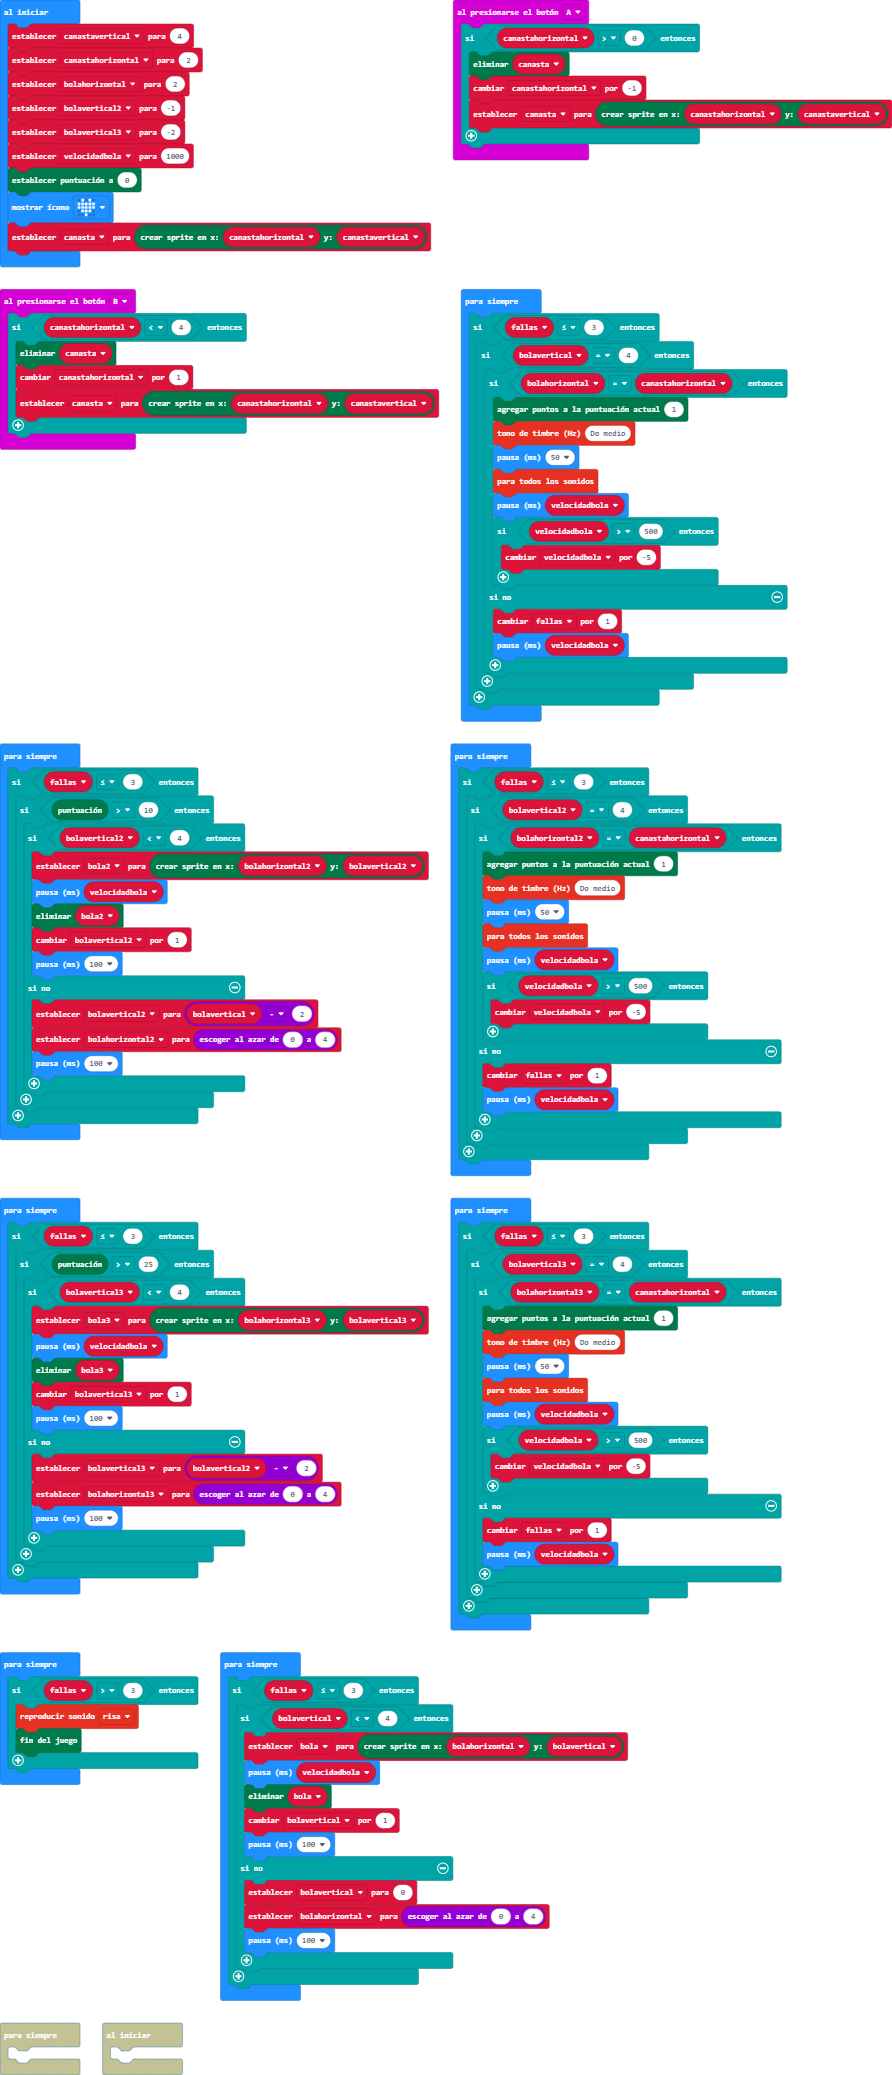 al iniciar
establecer canastavertical para 4
establecer canastahorizontal para 2
establecer bolahorizontal para 2
establecer bolavertical2 para -1
establecer bolavertical3 para -2
establecer velocidadbola para 1000
establecer puntuación a 0
mostrar ícono
establecer canasta para crear sprite en x: canastahorizontal y: canastavertical
al presionarse el botón A
si canastahorizontal > 0 entonces
eliminar canasta
cambiar canastahorizontal por -1
establecer canasta para crear sprite en x: canastahorizontal y: canastavertical
al presionarse el botón B
si canastahorizontal < 4 entonces
eliminar canasta
cambiar canastahorizontal por 1
establecer canasta para crear sprite en x: canastahorizontal y: canastavertical
para siempre
si fallas ≤ 3 entonces
si bolavertical = 4 entonces
si bolahorizontal = canastahorizontal entonces
agregar puntos a la puntuación actual 1
tono de timbre (Hz) Do medio
pausa (ms) 50
para todos los sonidos
pausa (ms) velocidadbola
si velocidadbola > 500 entonces
cambiar velocidadbola por -5
si no
cambiar fallas por 1
pausa (ms) velocidadbola
para siempre
si fallas ≤ 3 entonces
si puntuación > 10 entonces
si bolavertical2 < 4 entonces
establecer bola2 para crear sprite en x: bolahorizontal2 y: bolavertical2
pausa (ms) velocidadbola
eliminar bola2
cambiar bolavertical2 por 1
pausa (ms) 100
si no
establecer bolavertical2 para bolavertical - 2
establecer bolahorizontal2 para escoger al azar de 0 a 4
pausa (ms) 100
para siempre
si fallas ≤ 3 entonces
si bolavertical2 = 4 entonces
si bolahorizontal2 = canastahorizontal entonces
agregar puntos a la puntuación actual 1
tono de timbre (Hz) Do medio
pausa (ms) 50
para todos los sonidos
pausa (ms) velocidadbola
si velocidadbola > 500 entonces
cambiar velocidadbola por -5
si no
cambiar fallas por 1
pausa (ms) velocidadbola
para siempre
si fallas ≤ 3 entonces
si puntuación > 25 entonces
si bolavertical3 < 4 entonces
establecer bola3 para crear sprite en x: bolahorizontal3 y: bolavertical3
pausa (ms) velocidadbola
eliminar bola3
cambiar bolavertical3 por 1
pausa (ms) 100
si no
establecer bolavertical3 para bolavertical2 - 2
establecer bolahorizontal3 para escoger al azar de 0 a 4
pausa (ms) 100
para siempre
si fallas ≤ 3 entonces
si bolavertical3 = 4 entonces
si bolahorizontal3 = canastahorizontal entonces
agregar puntos a la puntuación actual 1
tono de timbre (Hz) Do medio
pausa (ms) 50
para todos los sonidos
pausa (ms) velocidadbola
si velocidadbola > 500 entonces
cambiar velocidadbola por -5
si no
cambiar fallas por 1
pausa (ms) velocidadbola
para siempre
si fallas > 3 entonces
reproducir sonido risa
fin del juego
para siempre
si fallas ≤ 3 entonces
si bolavertical < 4 entonces
establecer bola para crear sprite en x: bolahorizontal y: bolavertical
pausa (ms) velocidadbola
eliminar bola
cambiar bolavertical por 1
pausa (ms) 100
si no
establecer bolavertical para 0
establecer bolahorizontal para escoger al azar de 0 a 4
pausa (ms) 100
para siempre
al iniciar